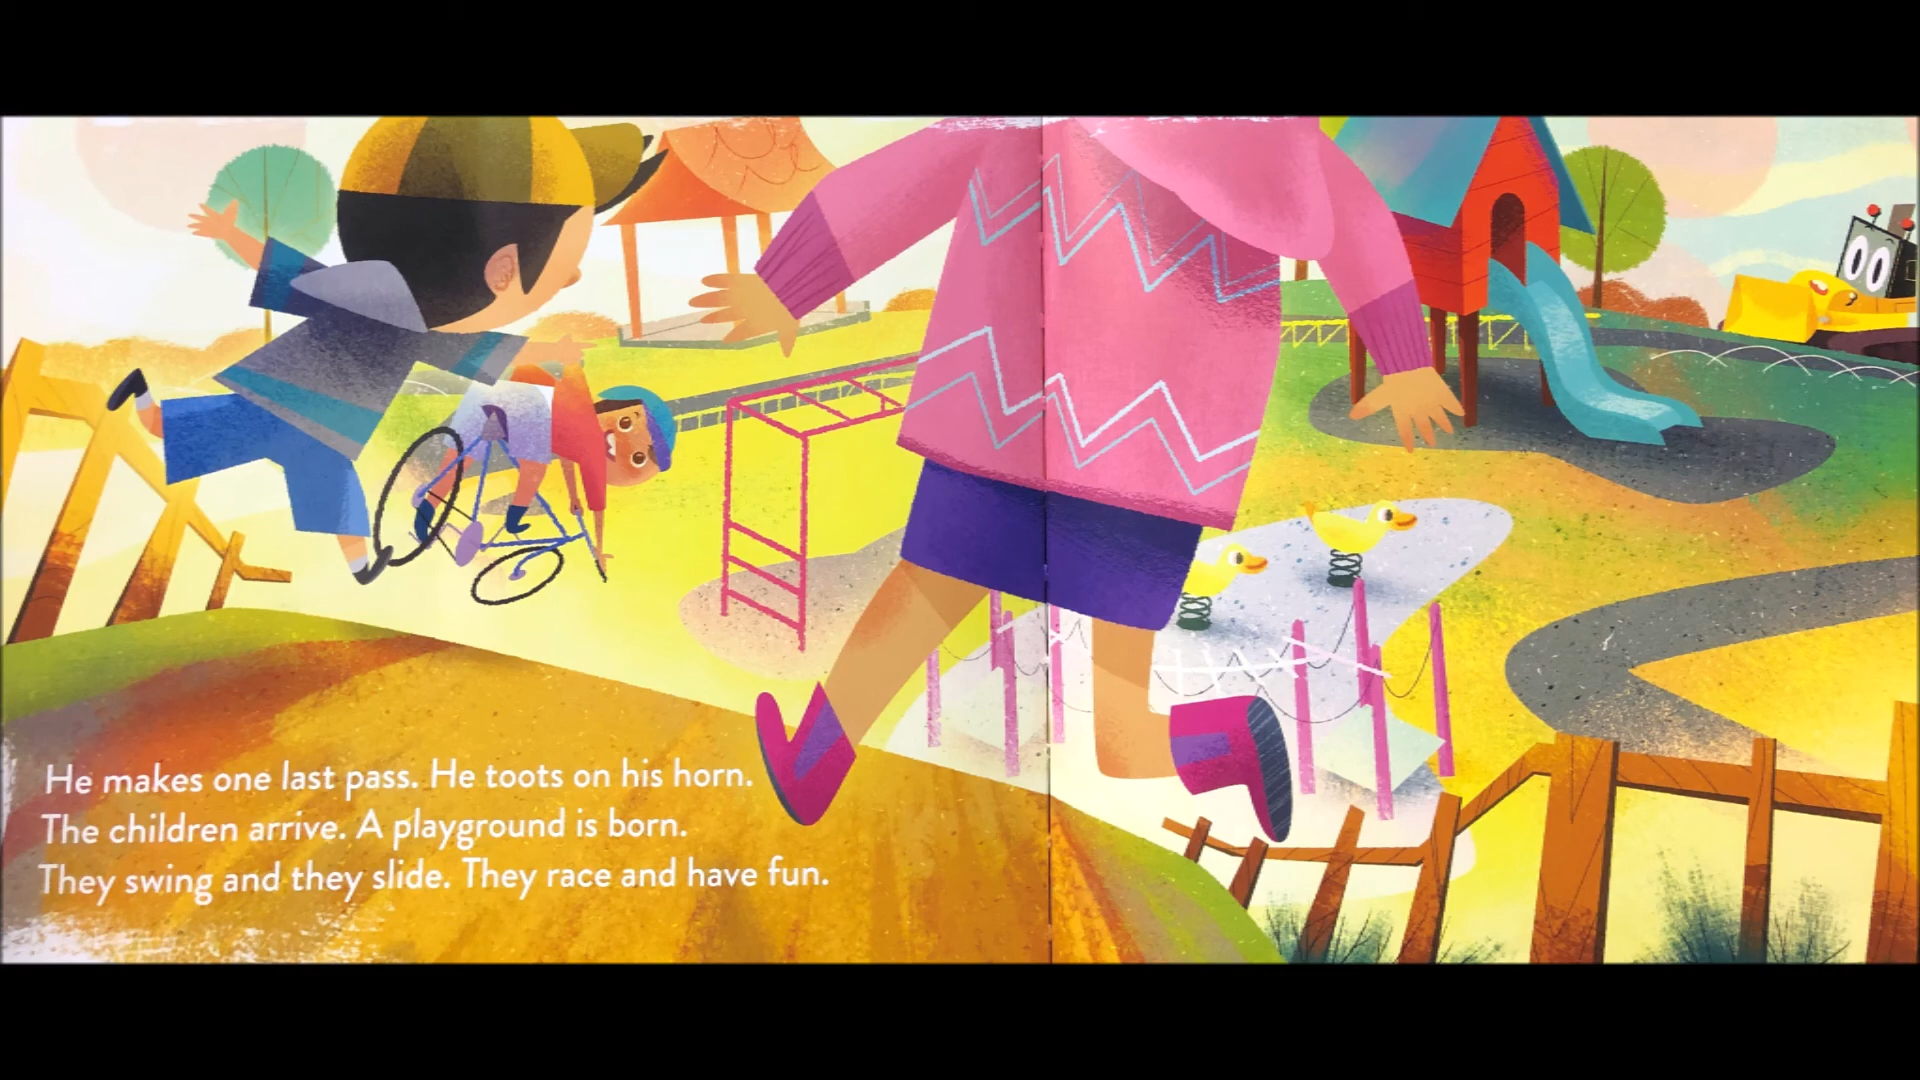 He makes one last pass. He toots on his horn.
The children arrive. A playground is born.
They swing and they slide. They race and have fun.